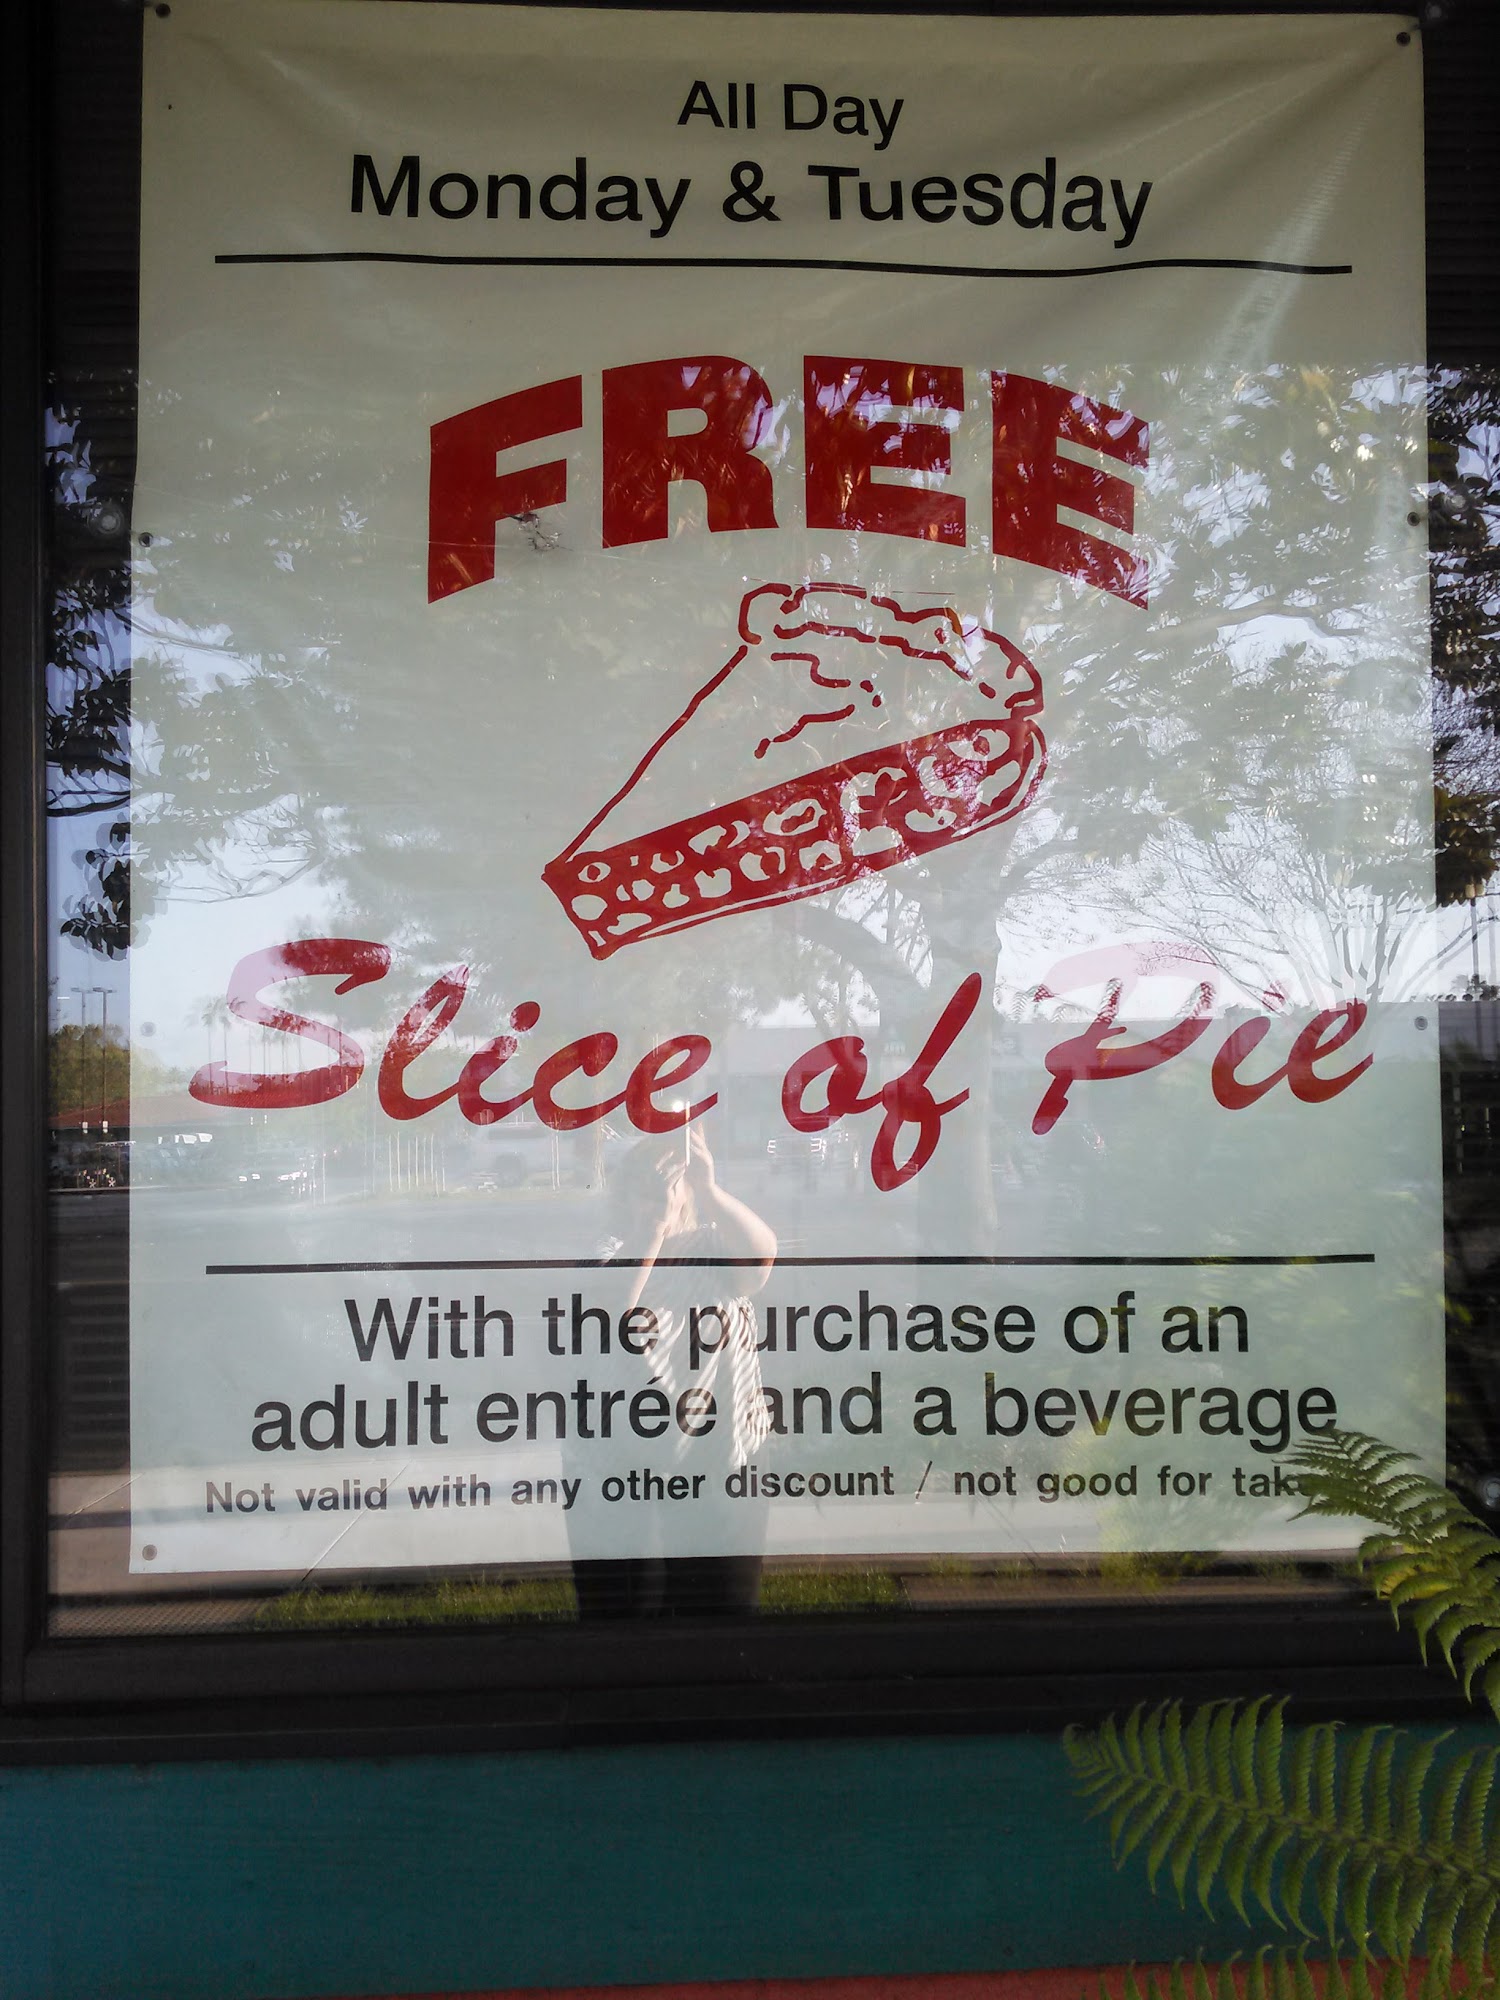 All Day
Monday & Tuesday
FREE
Slice of Pie
With the purchase of an
adult entrée and a beverage
Not valid with any other discount / not good for